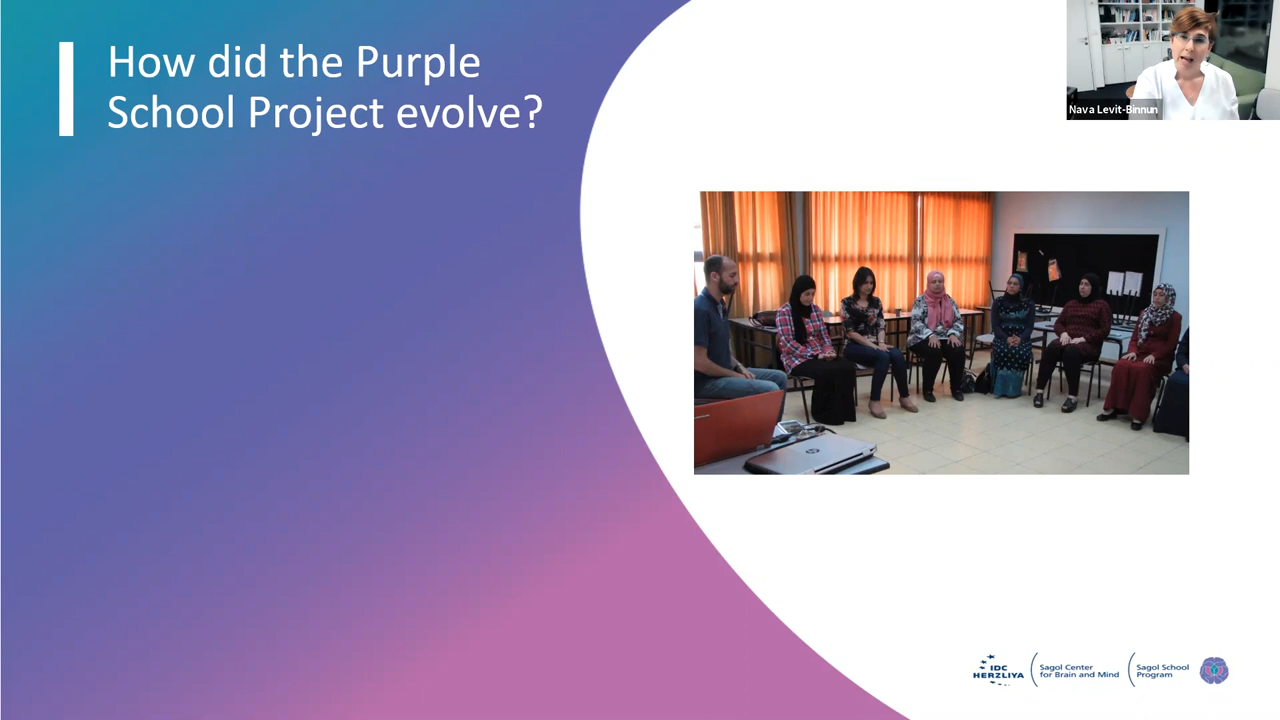 How did the Purple
School Project evolve?
Nava Levit-Binnun
IDC
HERZLIYA
Sagol Center
for Brain and Mind
Sagol School
Program